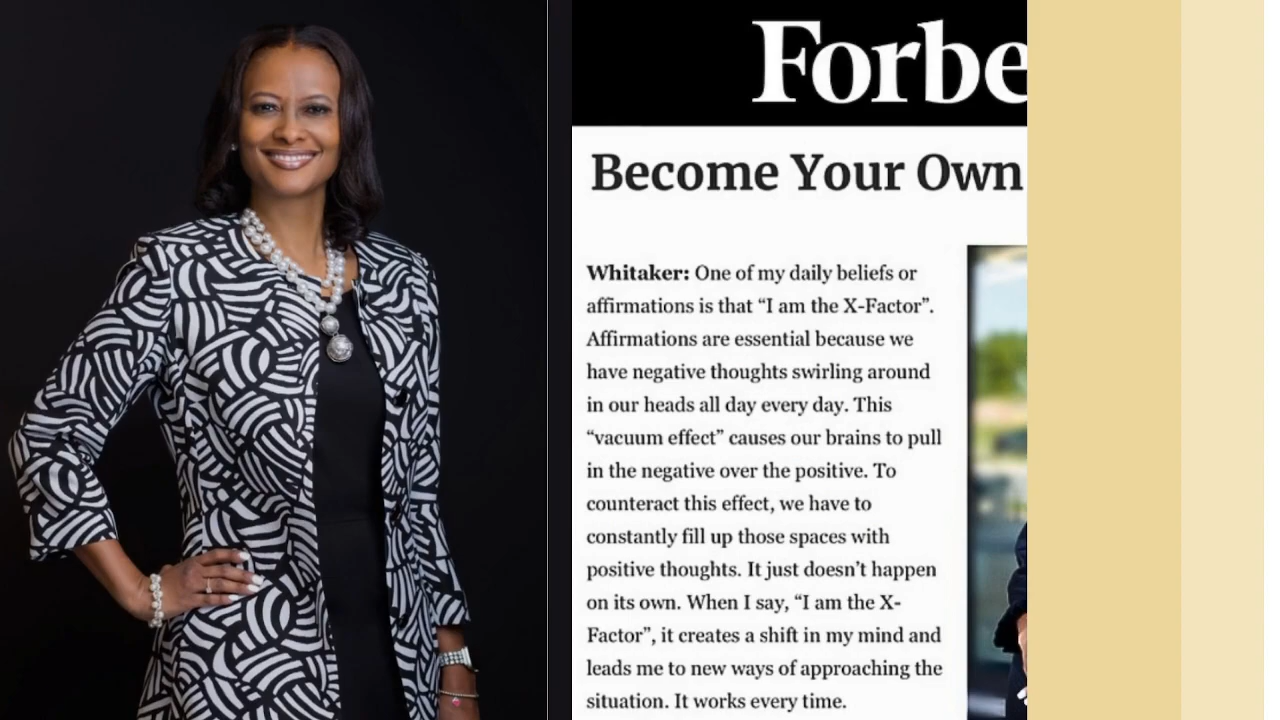 Forbe
Become Your Own
Whitaker: One of my daily beliefs or
affirmations is that “I am the X-Factor”.
Affirmations are essential because we
have negative thoughts swirling around
in our heads all day every day. This
“vacuum effect” causes our brains to pull
in the negative over the positive. To
counteract this effect, we have to
constantly fill up those spaces with
positive thoughts. It just doesn’t happen
on its own. When I say, “I am the X-
Factor”, it creates a shift in my mind and
leads me to new ways of approaching the
situation. It works every time.